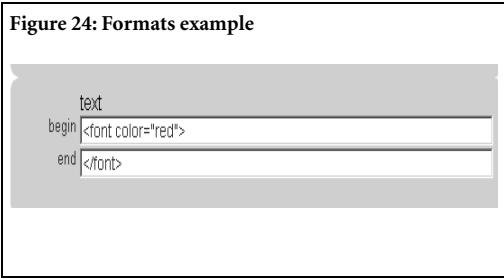 Figure 24: Formats example
text
begin <font color="red">
end </font>